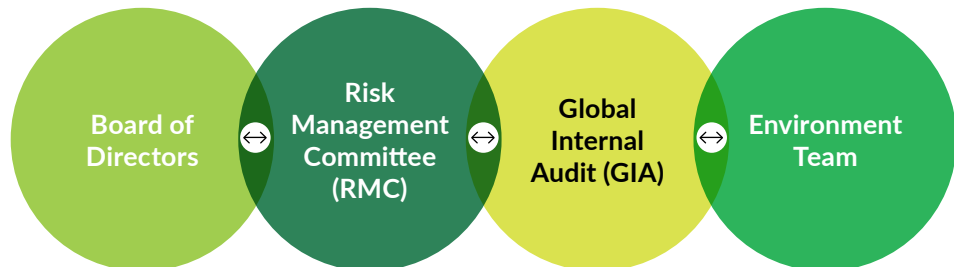 Board of
Directors
Risk
Management
Committee
(RMC)
Global
Internal
Audit (GIA)
Environment
Team